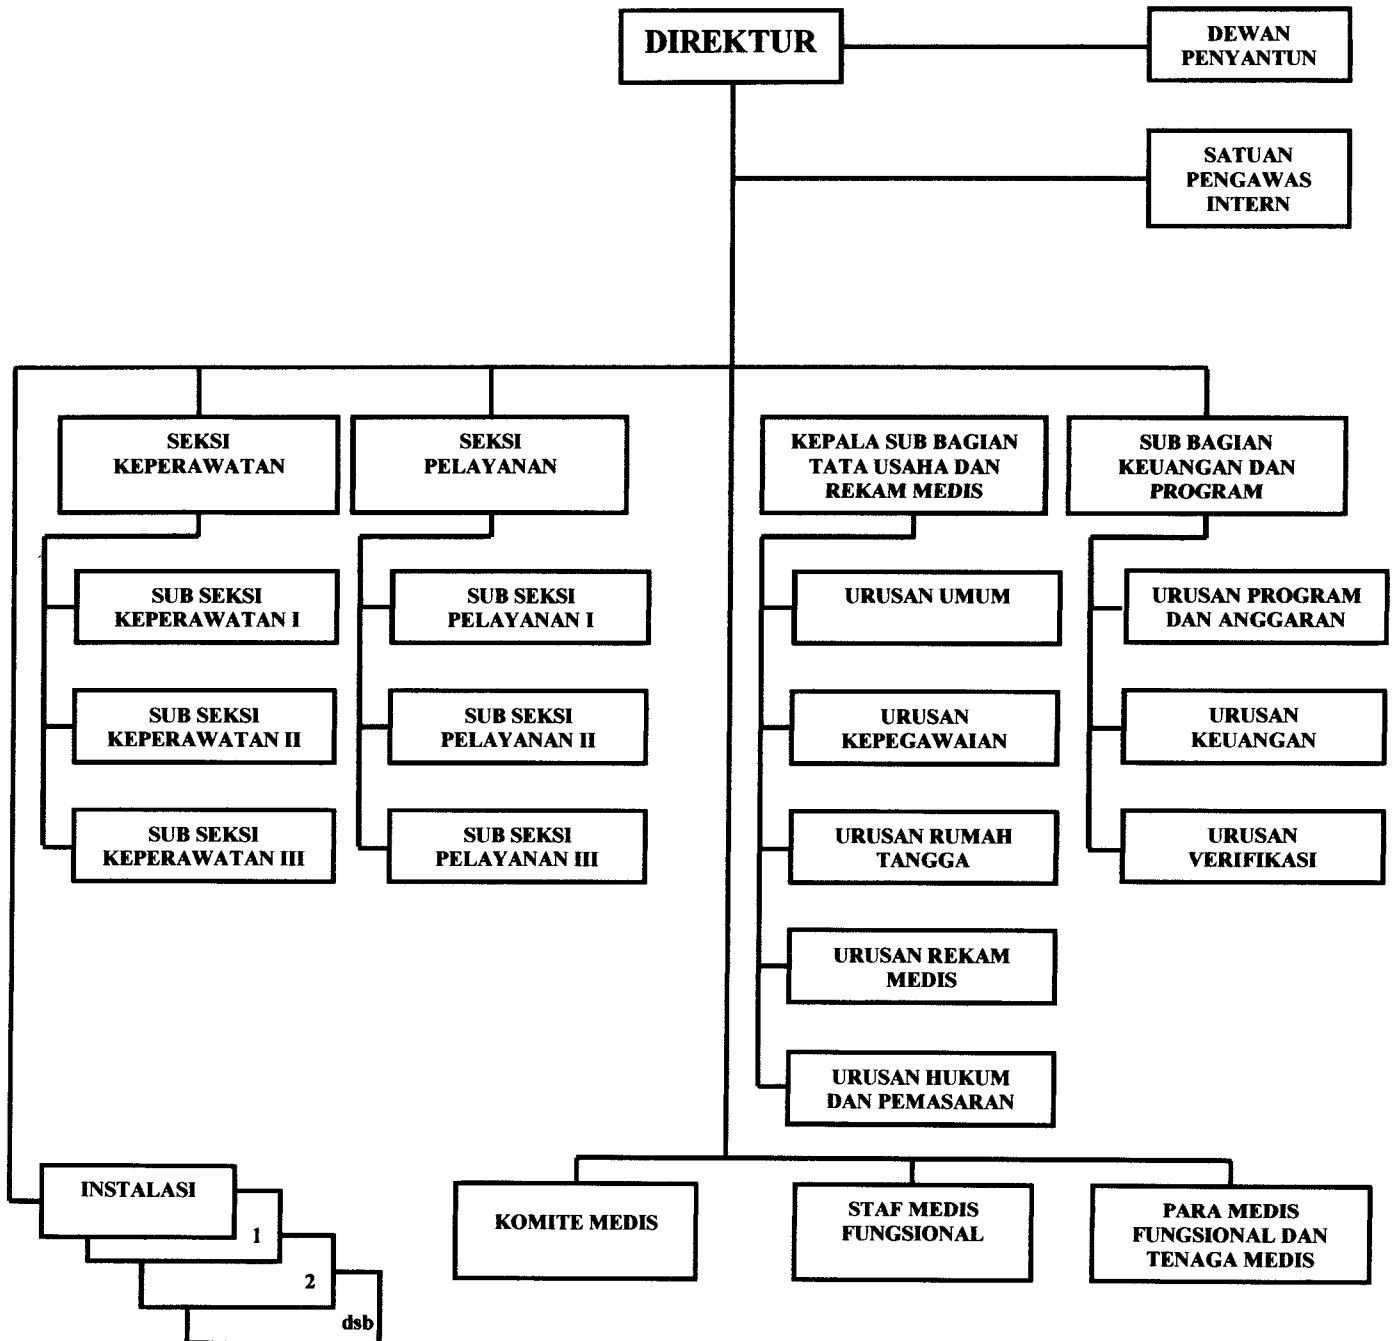 DIREKTUR
DEWAN
PENYANTUN
SATUAN
PENGAWAS
INTERN
SEKSI
KEPERAWATAN
SEKSI
PELAYANAN
KEPALA SUB BAGIAN
TATA USAHA DAN
REKAM MEDIS
SUB BAGIAN
KEUANGAN DAN
PROGRAM
SUB SEKSI
KEPERAWATAN I
SUB SEKSI
PELAYANAN I
URUSAN UMUM
URUSAN PROGRAM
DAN ANGGARAN
SUB SEKSI
KEPERAWATAN II
SUB SEKSI
PELAYANAN II
URUSAN
KEPEGAWAIAN
URUSAN
KEUANGAN
SUB SEKSI
KEPERAWATAN III
SUB SEKSI
PELAYANAN III
URUSAN RUMAH
TANGGA
URUSAN
VERIFIKASI
URUSAN REKAM
MEDIS
URUSAN HUKUM
DAN PEMASARAN
INSTALASI
1
2
dsb
KOMITE MEDIS
STAF MEDIS
FUNGSIONAL
PARA MEDIS
FUNGSIONAL DAN
TENAGA MEDIS